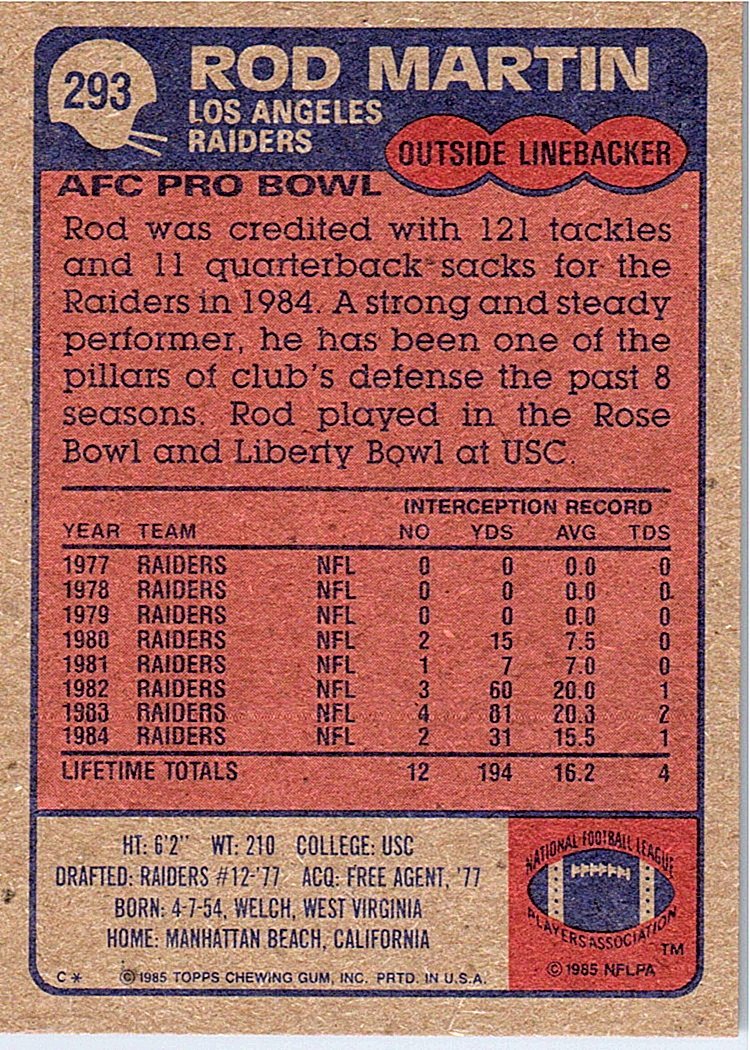 293
ROD MARTIN
LOS ANGELES
RAIDERS
OUTSIDE LINEBACKER
AFC PRO BOWL
Rod was credited with 121 tackles
and 11 quarterback sacks for the
Raiders in 1984. A strong and steady
performer, he has been one of the
pillars of club's defense the past 8
seasons. Rod played in the Rose
Bowl and Liberty Bowl at USC.
INTERCEPTION RECORD
YEAR TEAM NO YDS AVG TDS
1977 RAIDERS NFL 0 0 0.0 0
1978 RAIDERS NFL 0 0 0.0 0
1979 RAIDERS NFL 0 0 0.0 0
1980 RAIDERS NFL 2 15 7.5 0
1981 RAIDERS NFL 1 7 7.0 0
1982 RAIDERS NFL 3 60 20.0 1
1983 RAIDERS NFL 4 81 20.3 2
1984 RAIDERS NFL 2 31 15.5 1
LIFETIME TOTALS 12 194 16.2 4
HT: 6'2" WT: 210 COLLEGE: USC
DRAFTED: RAIDERS #12-'77 ACQ: FREE AGENT, '77
BORN: 4-7-54, WELCH, WEST VIRGINIA
HOME: MANHATTAN BEACH, CALIFORNIA
C * © 1985 TOPPS CHEWING GUM, INC. PRTD. IN U.S.A.
NATIONAL FOOTBALL LEAGUE
PLAYERS ASSOCIATION
TM
© 1985 NFLPA